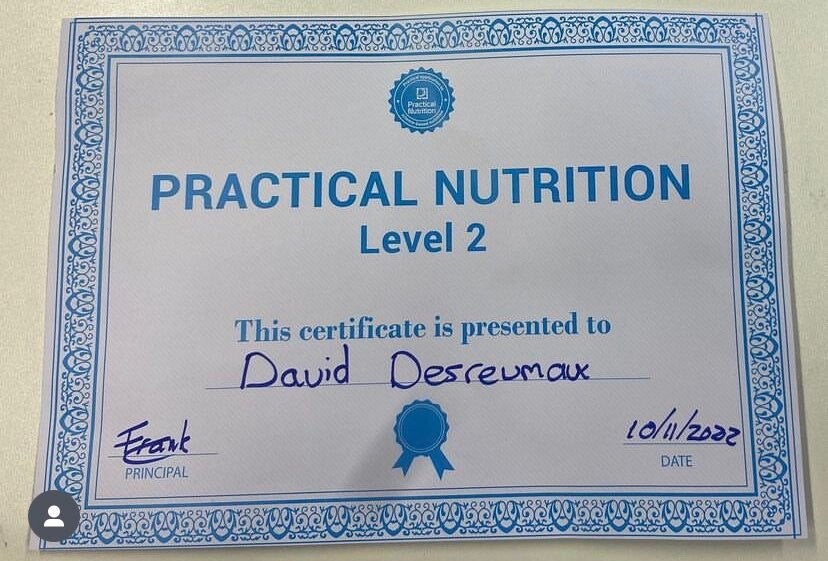 Practical
Nutrition
PRACTICAL NUTRITION
Level 2
This certificate is presented to
David Desreumaux
Frank
PRINCIPAL
10/11/2022
DATE